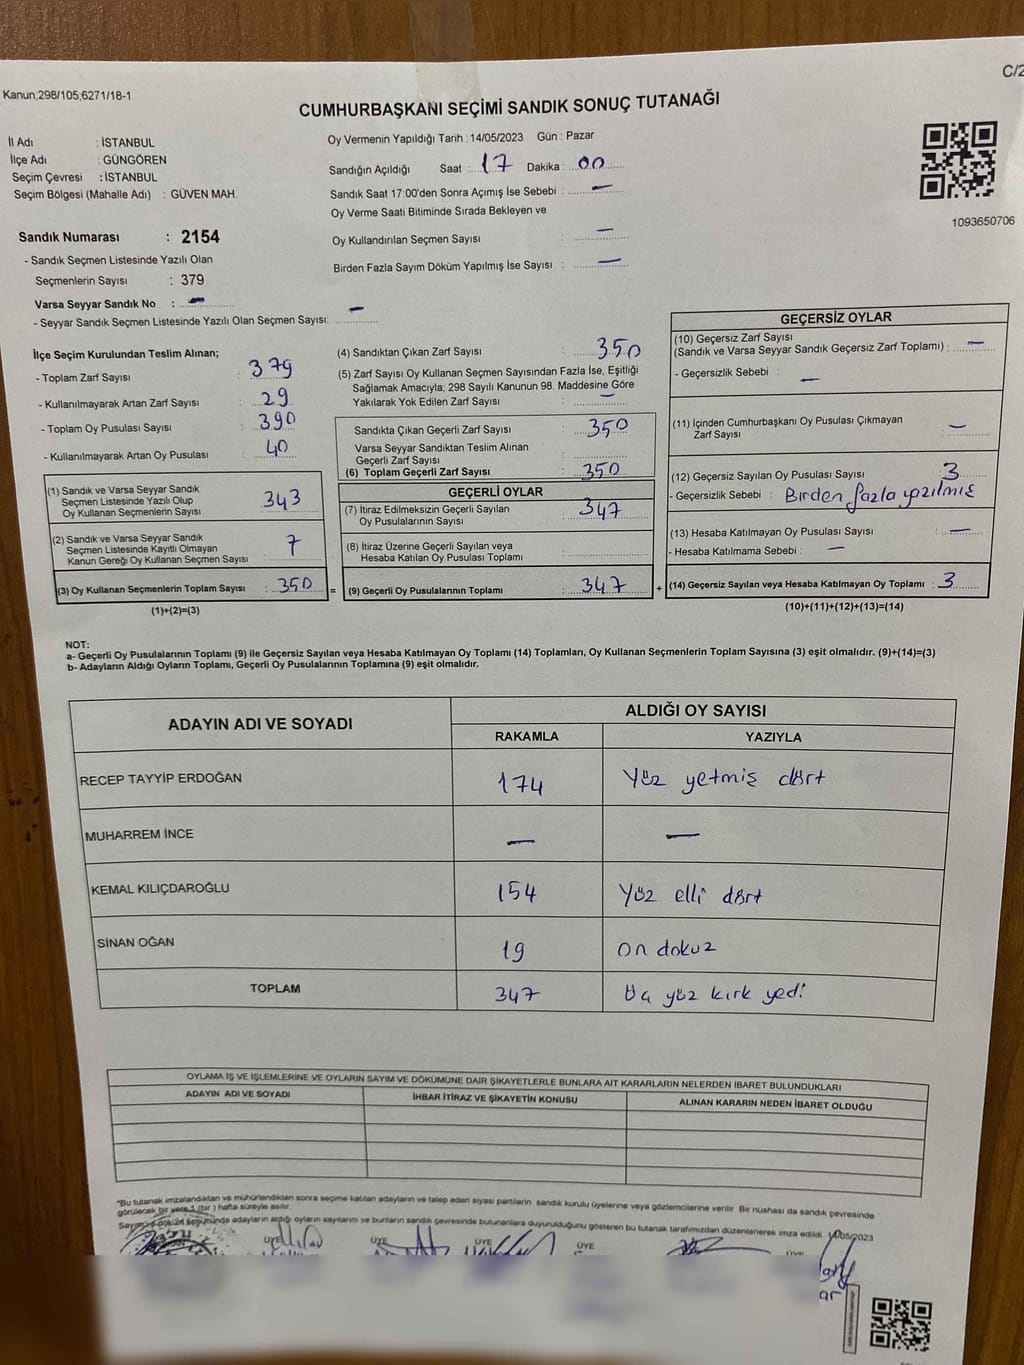 C/2
Kanun,298/105,6271/18-1
CUMHURBAŞKANI SEÇİMİ SANDIK SONUÇ TUTANAĞI
İl Adı : İSTANBUL
İlçe Adı : GÜNGÖREN
Seçim Çevresi : İSTANBUL
Seçim Bölgesi (Mahalle Adı) : GÜVEN MAH.
Oy Vermenin Yapıldığı Tarih :14/05/2023 Gün : Pazar
Sandığın Açıldığı Saat : 17 Dakika : 00
Sandık Saat 17:00'den Sonra Açımış İse Sebebi : —
Oy Verme Saati Bitiminde Sırada Bekleyen ve
Oy Kullandırılan Seçmen Sayısı : —
Birden Fazla Sayım Döküm Yapılmış İse Sayısı : —
1093650706
Sandık Numarası : 2154
- Sandık Seçmen Listesinde Yazılı Olan
Seçmenlerin Sayısı : 379
Varsa Seyyar Sandık No : —
- Seyyar Sandık Seçmen Listesinde Yazılı Olan Seçmen Sayısı: —
İlçe Seçim Kurulundan Teslim Alınan;
- Toplam Zarf Sayısı : 379
- Kullanılmayarak Artan Zarf Sayısı : 29
- Toplam Oy Pusulası Sayısı : 390
- Kullanılmayarak Artan Oy Pusulası : 40
(1) Sandık ve Varsa Seyyar Sandık
Seçmen Listesinde Yazılı Olup
Oy Kullanan Seçmenlerin Sayısı : 343
(2) Sandık ve Varsa Seyyar Sandık
Seçmen Listesinde Kayıtlı Olmayan
Kanun Gereği Oy Kullanan Seçmen Sayısı : 7
(3) Oy Kullanan Seçmenlerin Toplam Sayısı : 350 =
(1)+(2)=(3)
(4) Sandıktan Çıkan Zarf Sayısı : 350
(5) Zarf Sayısı Oy Kullanan Seçmen Sayısından Fazla İse, Eşitliği
Sağlamak Amacıyla; 298 Sayılı Kanunun 98. Maddesine Göre
Yakılarak Yok Edilen Zarf Sayısı : —
Sandıkta Çıkan Geçerli Zarf Sayısı : 350
Varsa Seyyar Sandıktan Teslim Alınan
Geçerli Zarf Sayısı :
(6) Toplam Geçerli Zarf Sayısı : 350
GEÇERLİ OYLAR
(7) İtiraz Edilmeksizin Geçerli Sayılan
Oy Pusulalarının Sayısı : 347
(8) İtiraz Üzerine Geçerli Sayılan veya
Hesaba Katılan Oy Pusulası Toplamı :
(9) Geçerli Oy Pusulalarının Toplamı : 347 +
GEÇERSİZ OYLAR
(10) Geçersiz Zarf Sayısı
(Sandık ve Varsa Seyyar Sandık Geçersiz Zarf Toplamı) : —
- Geçersizlik Sebebi : —
(11) İçinden Cumhurbaşkanı Oy Pusulası Çıkmayan
Zarf Sayısı : —
(12) Geçersiz Sayılan Oy Pusulası Sayısı : 3
- Geçersizlik Sebebi : Birden fazla yazılmış
(13) Hesaba Katılmayan Oy Pusulası Sayısı : —
- Hesaba Katılmama Sebebi : —
(14) Geçersiz Sayılan veya Hesaba Katılmayan Oy Toplamı : 3
(10)+(11)+(12)+(13)=(14)
NOT:
a- Geçerli Oy Pusulalarının Toplamı (9) ile Geçersiz Sayılan veya Hesaba Katılmayan Oy Toplamı (14) Toplamları, Oy Kullanan Seçmenlerin Toplam Sayısına (3) eşit olmalıdır. (9)+(14)=(3)
b- Adayların Aldığı Oyların Toplamı, Geçerli Oy Pusulalarının Toplamına (9) eşit olmalıdır.
ADAYIN ADI VE SOYADI ALDIĞI OY SAYISI
RAKAMLA YAZIYLA
RECEP TAYYİP ERDOĞAN 174 Yüz yetmiş dört
MUHARREM İNCE — —
KEMAL KILIÇDAROĞLU 154 Yüz elli dört
SİNAN OĞAN 19 on dokuz
TOPLAM 347 Üç yüz kırk yedi
OYLAMA İŞ VE İŞLEMLERİNE VE OYLARIN SAYIM VE DÖKÜMÜNE DAİR ŞİKAYETLERLE BUNLARA AİT KARARLARIN NELERDEN İBARET BULUNDUKLARI
ADAYIN ADI VE SOYADI İHBAR İTİRAZ VE ŞİKAYETİN KONUSU ALINAN KARARIN NEDEN İBARET OLDUĞU
*Bu tutanak imzalandıktan ve mühürlendikten sonra seçime katılan adayların ve talep eden siyasi partilerin sandık kurulu üyelerine veya gözlemcilerine verilir. Bir nüshası da sandık çevresinde
görülecek bir yere 1 (bir) hafta süreyle asılır.
Sayım ve döküm sonucunda adayların aldığı oyların sayılarını ve bunların sandık çevresinde bulunanlara duyurulduğunu gösteren bu tutanak tarafımızdan düzenlenerek imza edildi. 14/05/2023
ÜYE ÜYE ÜYE ÜYE ÜYE